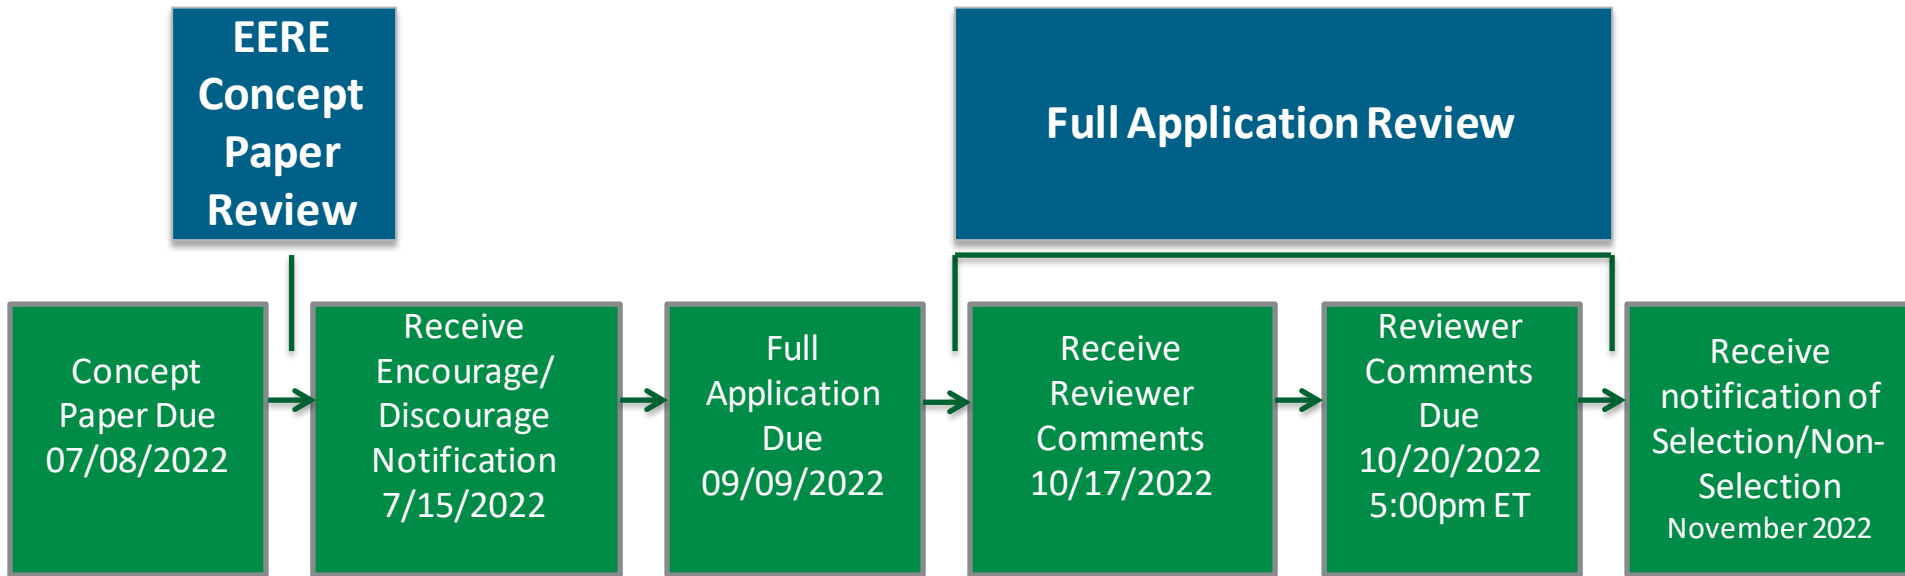 EERE
Concept
Paper
Review
Full Application Review
Concept
Paper Due
07/08/2022
Receive
Encourage/
Discourage
Notification
7/15/2022
Full
Application
Due
09/09/2022
Receive
Reviewer
Comments
10/17/2022
Reviewer
Comments
Due
10/20/2022
5:00pm ET
Receive
notification of
Selection/Non-
Selection
November 2022